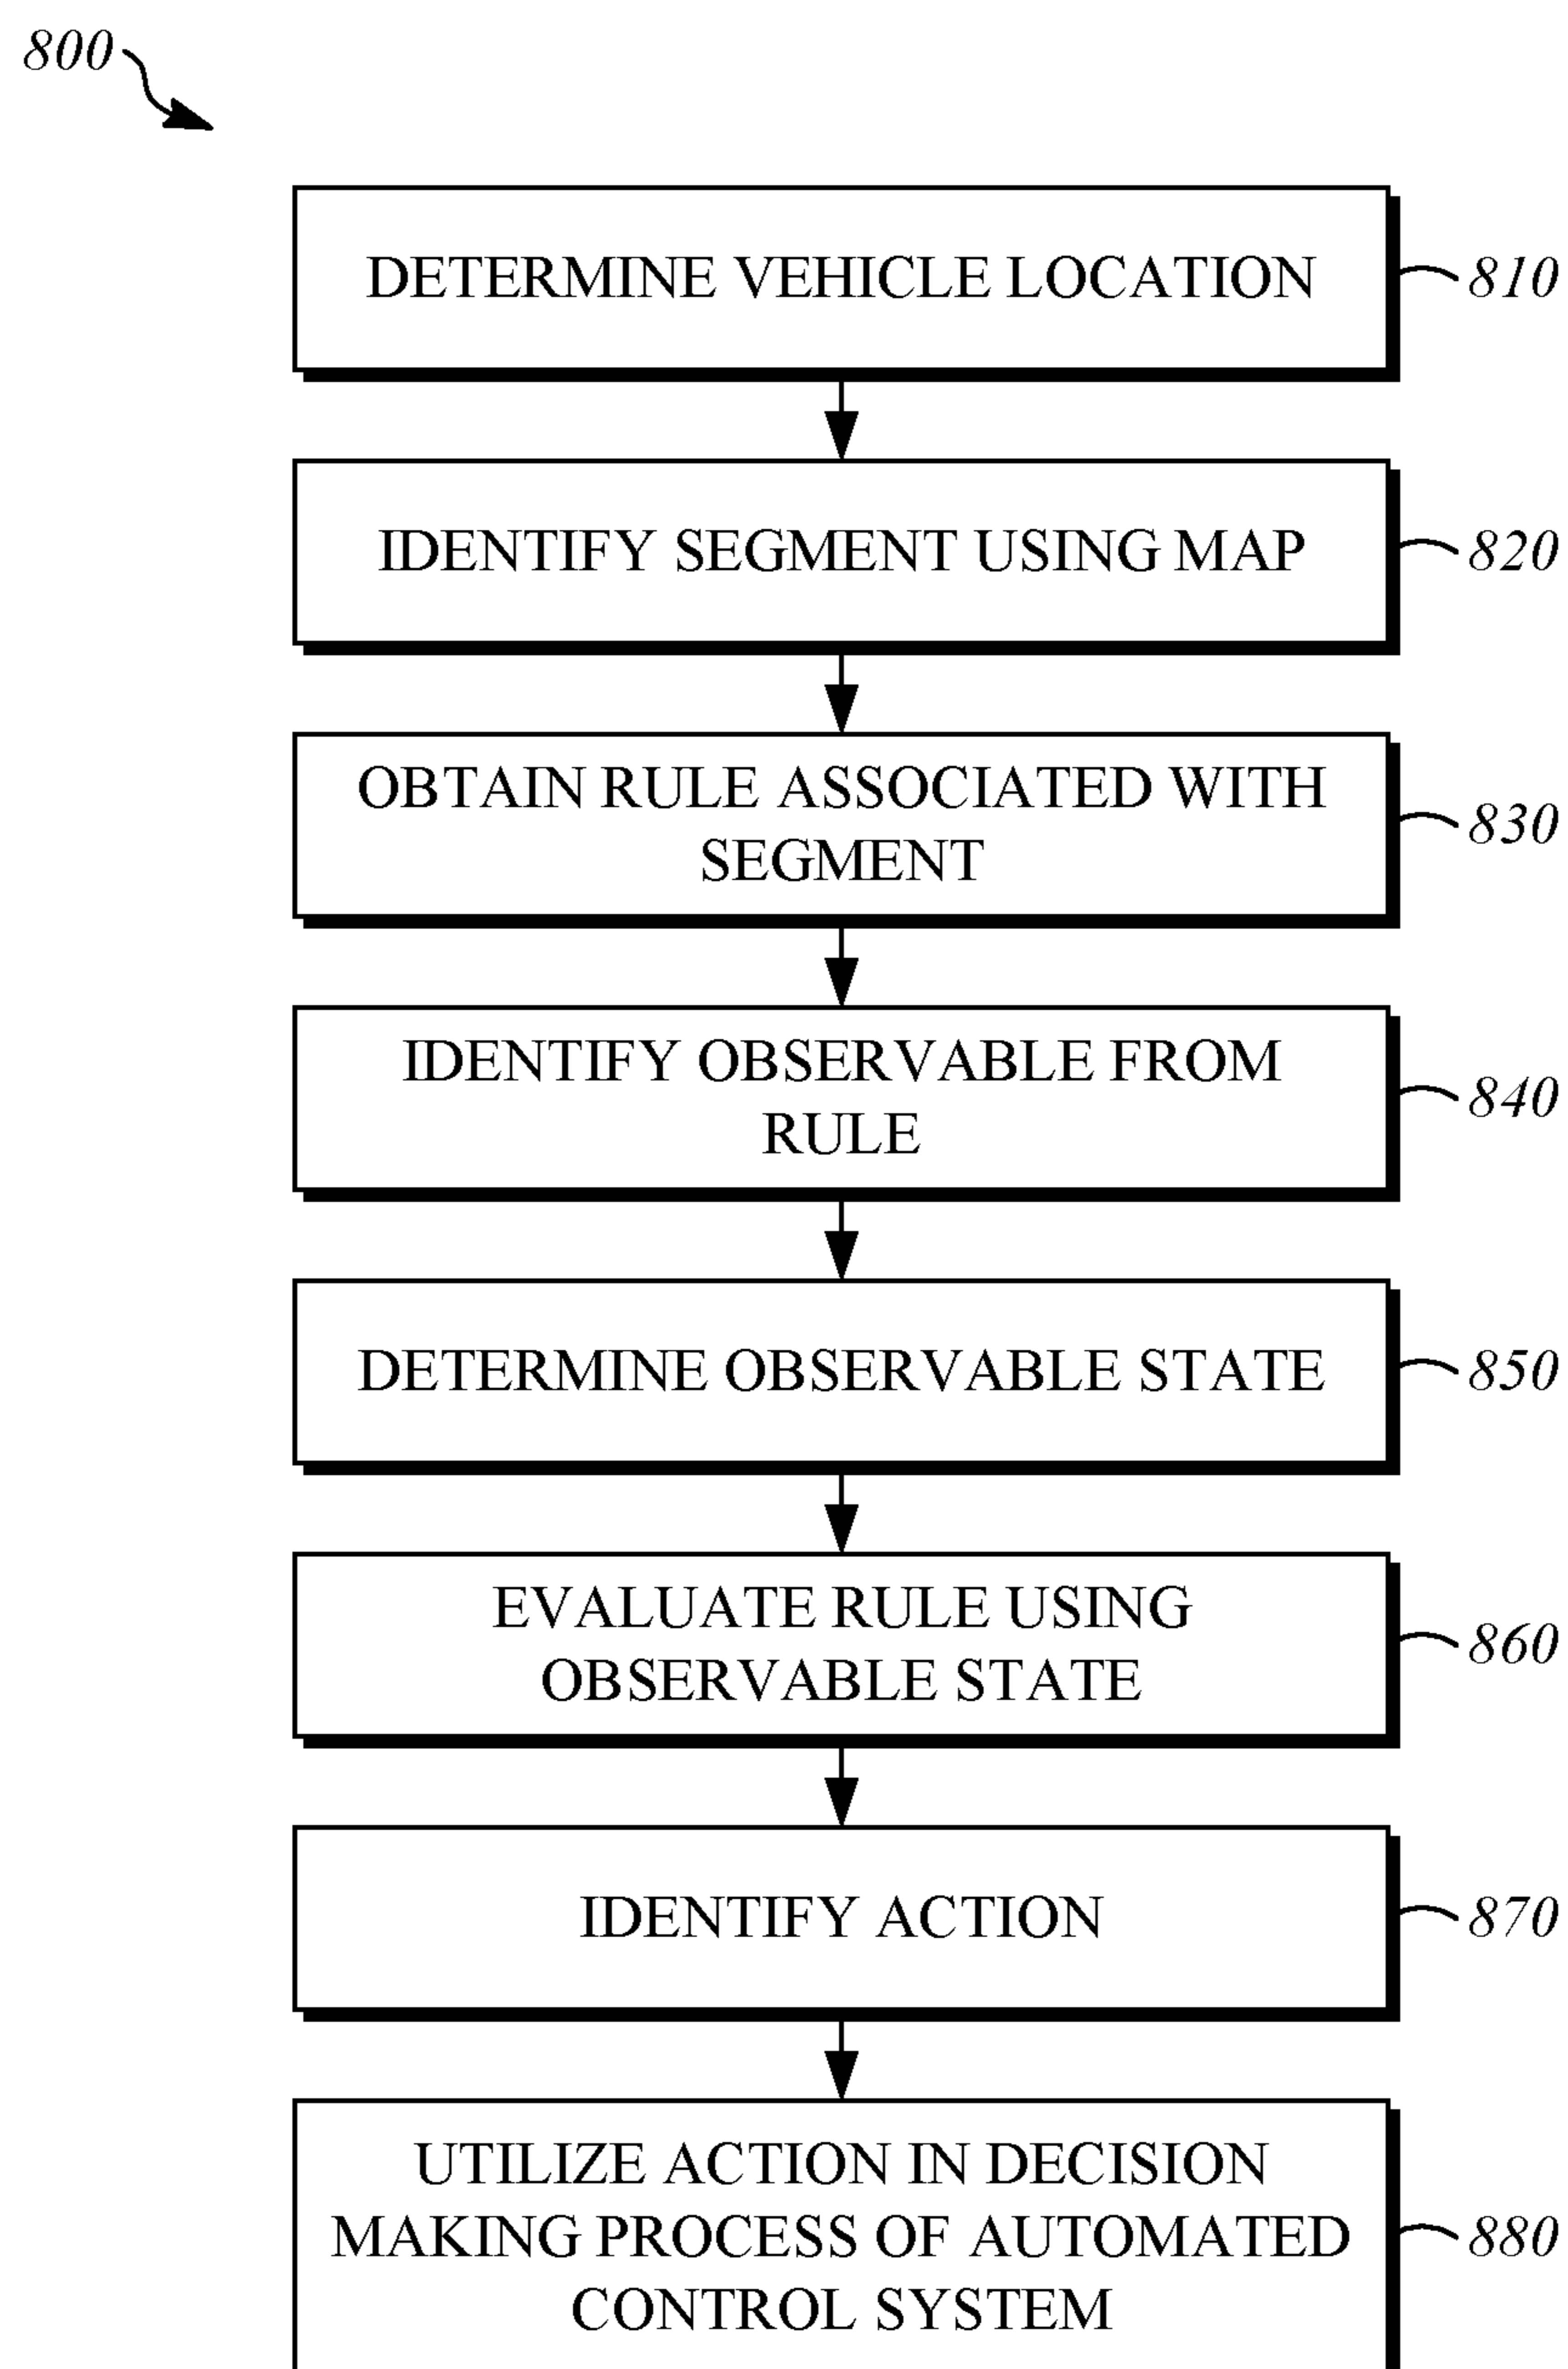 800
DETERMINE VEHICLE LOCATION
810
IDENTIFY SEGMENT USING MAP
820
OBTAIN RULE ASSOCIATED WITH
SEGMENT
830
IDENTIFY OBSERVABLE FROM
RULE
840
DETERMINE OBSERVABLE STATE
850
EVALUATE RULE USING
OBSERVABLE STATE
860
IDENTIFY ACTION
870
UTILIZE ACTION IN DECISION
MAKING PROCESS OF AUTOMATED
CONTROL SYSTEM
880